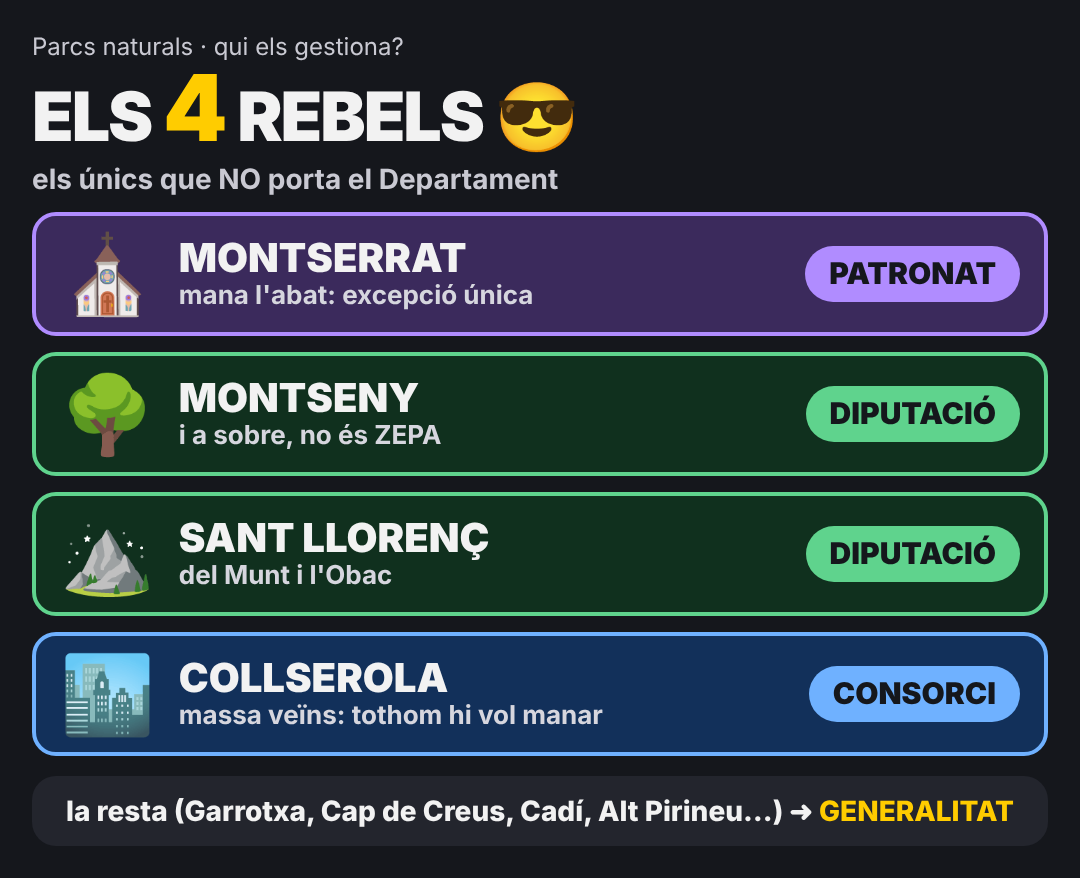 Parcs naturals · qui els gestiona?
ELS 4 REBELS 😎
els únics que NO porta el Departament
MONTSERRAT
mana l'abat: excepció única
PATRONAT
MONTSENY
i a sobre, no és ZEPA
DIPUTACIÓ
SANT LLORENÇ
del Munt i l'Obac
DIPUTACIÓ
COLLSEROLA
massa veïns: tothom hi vol manar
CONSORCI
la resta (Garrotxa, Cap de Creus, Cadí, Alt Pirineu...) ➜ GENERALITAT